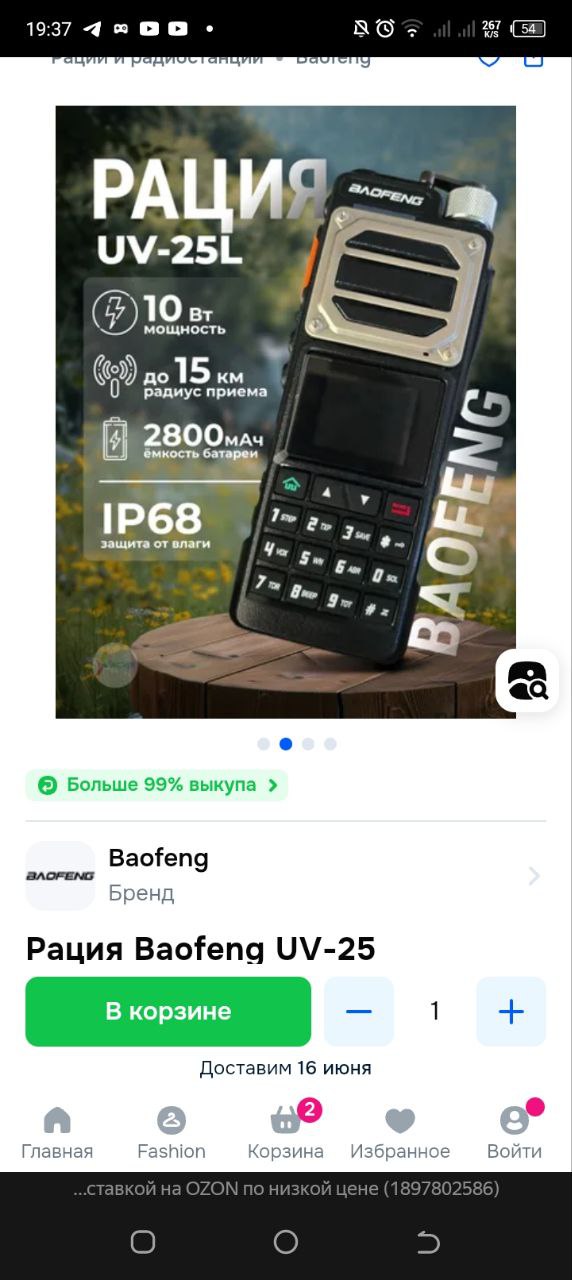 19:37
267
K/S
54
Рации и радиостанции • Baofeng
РАЦИЯ
UV-25L
BAOFENG
10 Вт
мощность
до 15 км
радиус приема
2800мАч
ёмкость батареи
IP68
защита от влаги
BAOFENG
1 STEP 2 TXP 3 SAVE *
4 VOX 5 WN 6 ABR 0 SQL
7 TDR 8 BEEP 9 TOT #
Больше 99% выкупа
BAOFENG
Baofeng
Бренд
Рация Baofeng UV-25
В корзине
1
Доставим 16 июня
2
Главная Fashion Корзина Избранное Войти
...ставкой на OZON по низкой цене (1897802586)